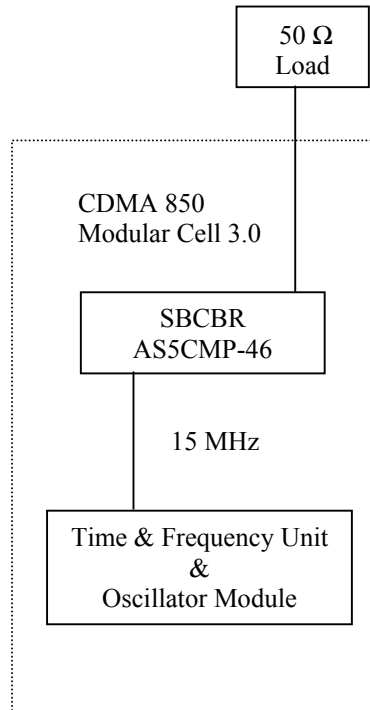 50 Ω
Load
CDMA 850
Modular Cell 3.0
SBCBR
AS5CMP-46
15 MHz
Time & Frequency Unit
&
Oscillator Module